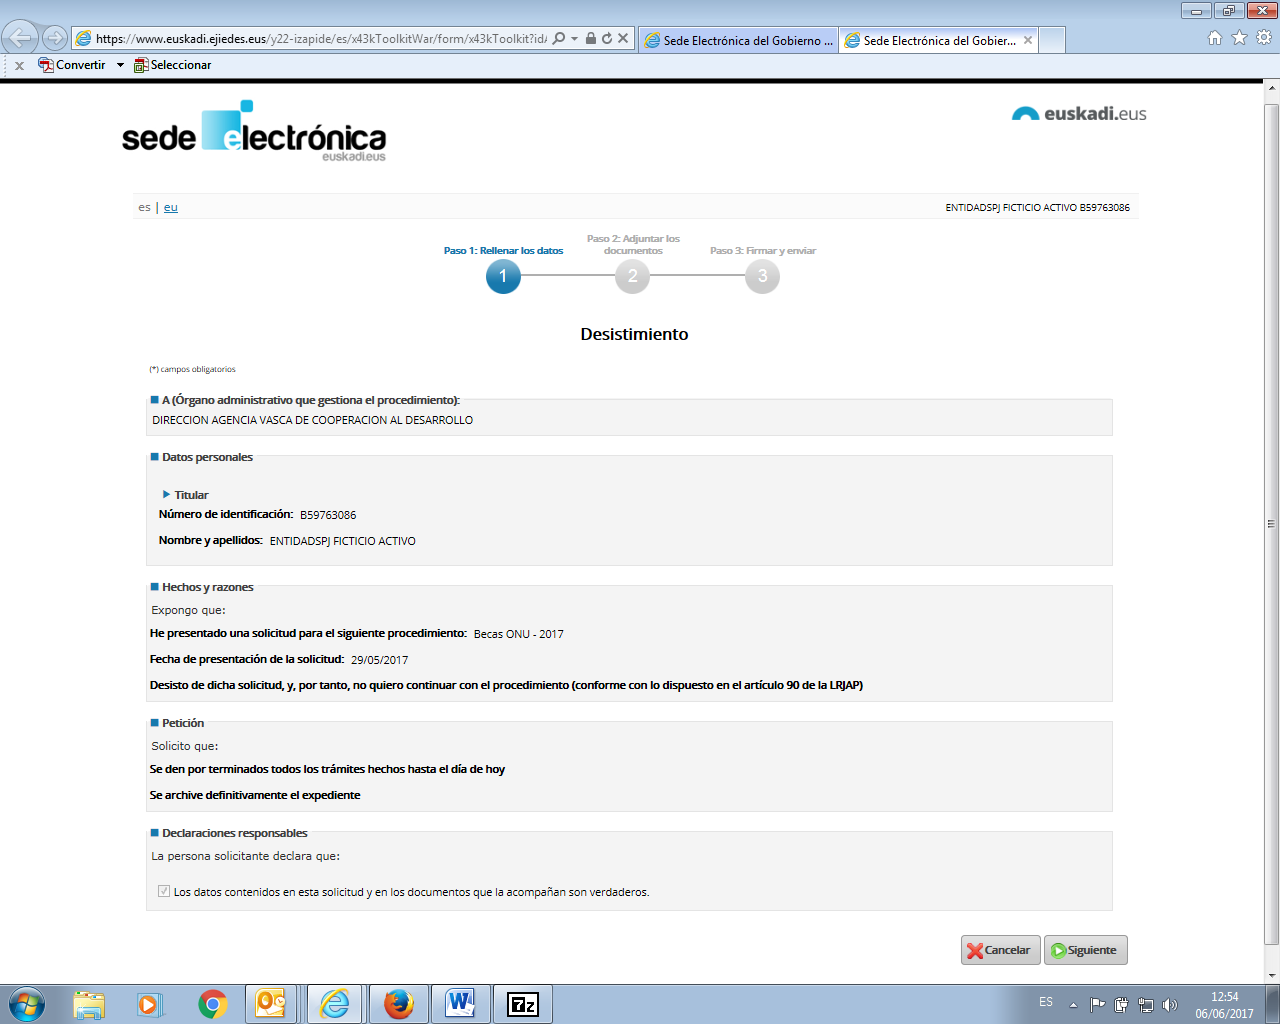 https://www.euskadi.ejiedes.eus/y22-izapide/es/x43kToolkitWar/form/x43kToolkit?id
Sede Electrónica del Gobierno ...
Sede Electrónica del Gobier...
Convertir
Seleccionar
sede electrónica
euskadi.eus
euskadi.eus
es | eu
ENTIDADSPJ FICTICIO ACTIVO B59763086
Paso 1: Rellenar los datos
Paso 2: Adjuntar los
documentos
Paso 3: Firmar y enviar
1
2
3
Desistimiento
(*) campos obligatorios
A (Órgano administrativo que gestiona el procedimiento):
DIRECCION AGENCIA VASCA DE COOPERACION AL DESARROLLO
Datos personales
Titular
Número de identificación: B59763086
Nombre y apellidos: ENTIDADSPJ FICTICIO ACTIVO
Hechos y razones
Expongo que:
He presentado una solicitud para el siguiente procedimiento: Becas ONU - 2017
Fecha de presentación de la solicitud: 29/05/2017
Desisto de dicha solicitud, y, por tanto, no quiero continuar con el procedimiento (conforme con lo dispuesto en el artículo 90 de la LRJAP)
Petición
Solicito que:
Se den por terminados todos los trámites hechos hasta el día de hoy
Se archive definitivamente el expediente
Declaraciones responsables
La persona solicitante declara que:
Los datos contenidos en esta solicitud y en los documentos que la acompañan son verdaderos.
Cancelar
Siguiente
7z
ES
12:54
06/06/2017